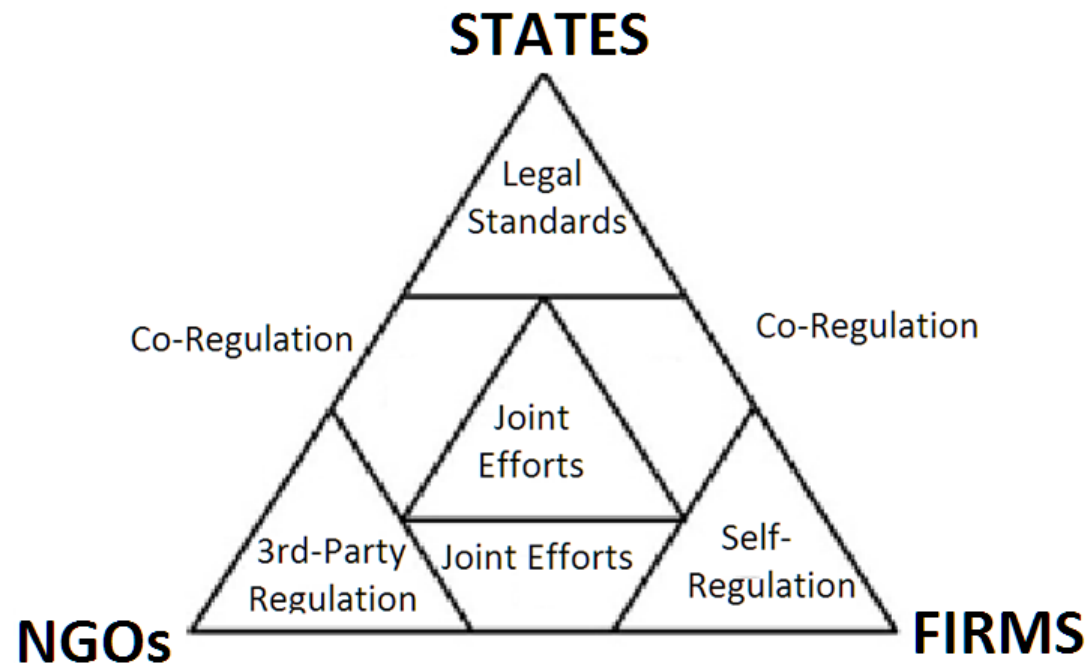 STATES
Legal
Standards
Co-Regulation
Co-Regulation
Joint
Efforts
3rd-Party
Regulation
Joint Efforts
Self-
Regulation
NGOs
FIRMS